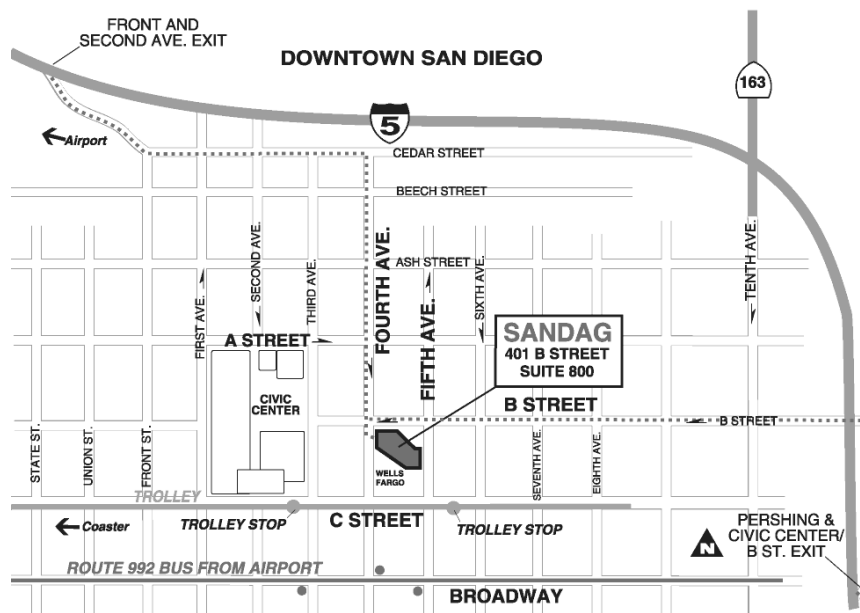 FRONT AND
SECOND AVE. EXIT
DOWNTOWN SAN DIEGO
163
5
Airport
CEDAR STREET
BEECH STREET
ASH STREET
FIRST AVE.
SECOND AVE.
THIRD AVE.
FOURTH AVE.
FIFTH AVE.
SIXTH AVE.
TENTH AVE.
A STREET
SANDAG
401 B STREET
SUITE 800
CIVIC
CENTER
B STREET
B STREET
WELLS
FARGO
STATE ST.
UNION ST.
FRONT ST.
SEVENTH AVE.
EIGHTH AVE.
TROLLEY
Coaster
TROLLEY STOP
C STREET
TROLLEY STOP
N
PERSHING &
CIVIC CENTER/
B ST. EXIT
ROUTE 992 BUS FROM AIRPORT
BROADWAY